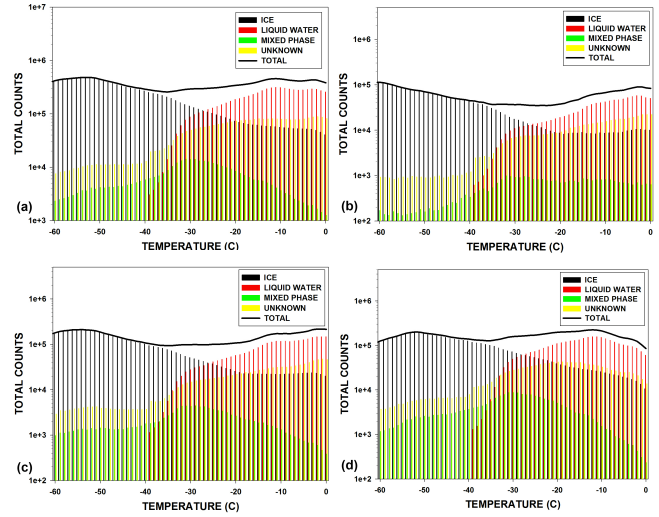 1e+7
1e+6
1e+5
1e+4
1e+3
TOTAL COUNTS
ICE
LIQUID WATER
MIXED PHASE
UNKNOWN
TOTAL
(a)
-60 -50 -40 -30 -20 -10 0
TEMPERATURE (C)
1e+6
1e+5
1e+4
1e+3
1e+2
TOTAL COUNTS
ICE
LIQUID WATER
MIXED PHASE
UNKNOWN
TOTAL
(b)
-60 -50 -40 -30 -20 -10 0
TEMPERATURE (C)
1e+6
1e+5
1e+4
1e+3
1e+2
TOTAL COUNTS
ICE
LIQUID WATER
MIXED PHASE
UNKNOWN
TOTAL
(c)
-60 -50 -40 -30 -20 -10 0
TEMPERATURE (C)
1e+6
1e+5
1e+4
1e+3
1e+2
TOTAL COUNTS
ICE
LIQUID WATER
MIXED PHASE
UNKNOWN
TOTAL
(d)
-60 -50 -40 -30 -20 -10 0
TEMPERATURE (C)